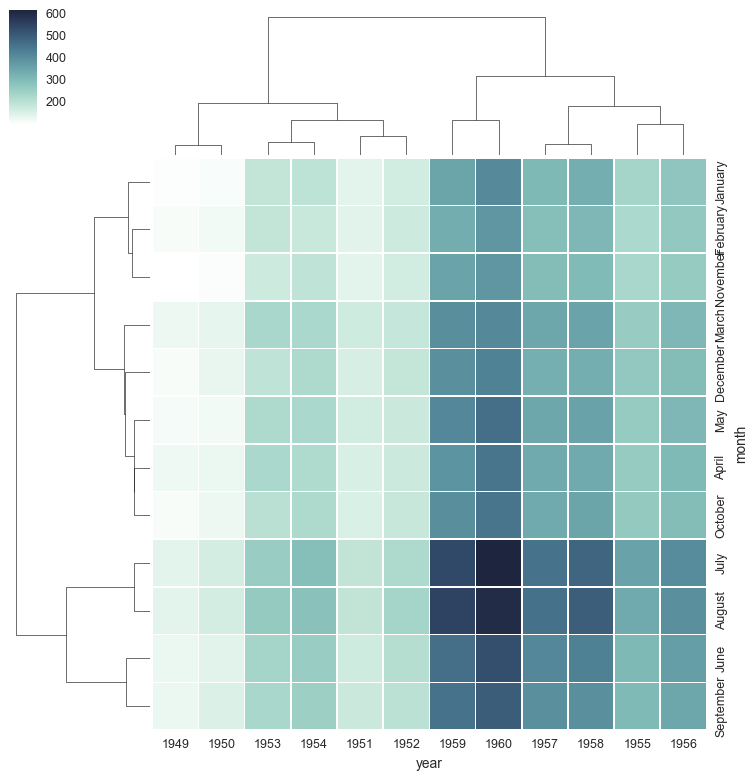 600
400
300
200
January
February
November
March
December
May
April
October
July
August
June
September
month
1949 1950 1953 1954 1951 1952 1959 1960 1957 1958 1955 1956
year